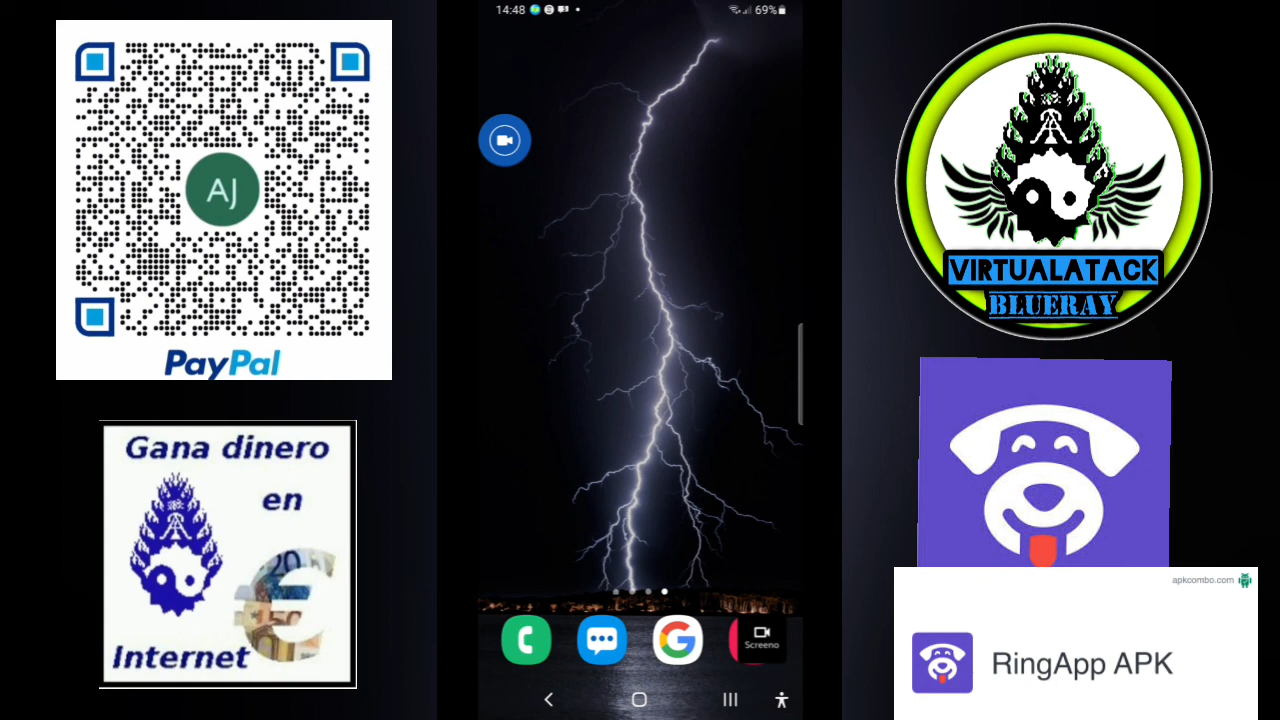 AJ
PayPal
Gana dinero
en
Internet
14:48
69%
Screeno
VIRTUALATACK
BLUERAY
apkcombo.com
RingApp APK